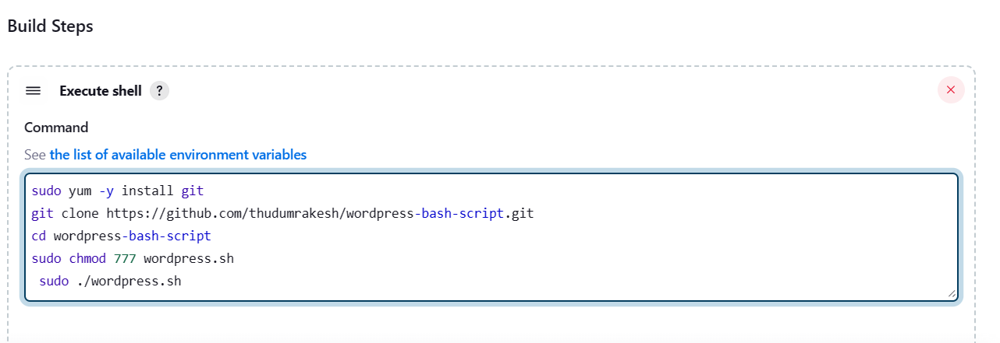 Build Steps
Execute shell ?
Command
See the list of available environment variables
sudo yum -y install git
git clone https://github.com/thudumrakesh/wordpress-bash-script.git
cd wordpress-bash-script
sudo chmod 777 wordpress.sh
 sudo ./wordpress.sh